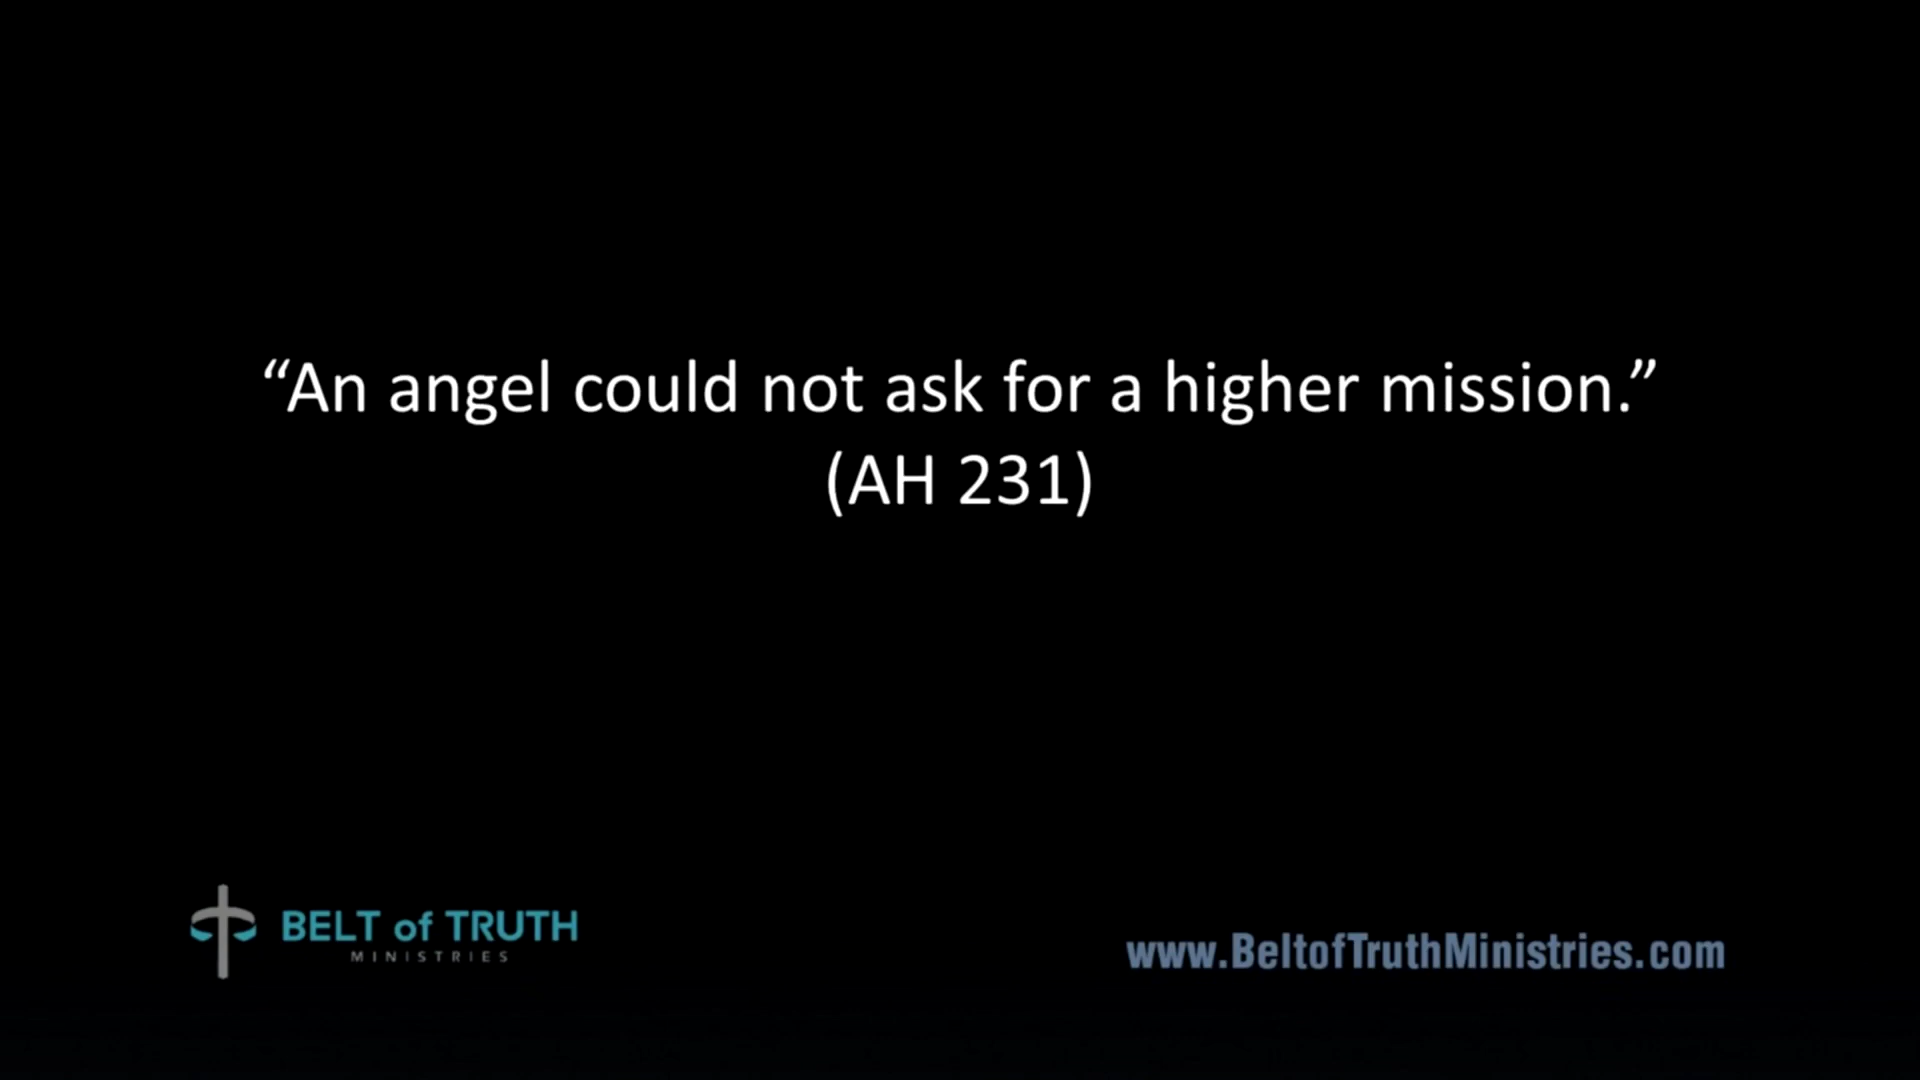 “An angel could not ask for a higher mission.”
(AH 231)
BELT of TRUTH
MINISTRIES
www.BeltofTruthMinistries.com